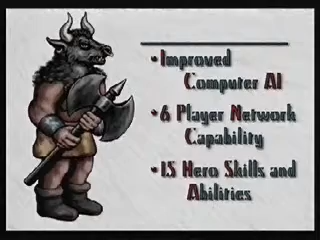 •Improved
Computer AI
•6 Player Network
Capability
•15 Hero Skills and
Abilities